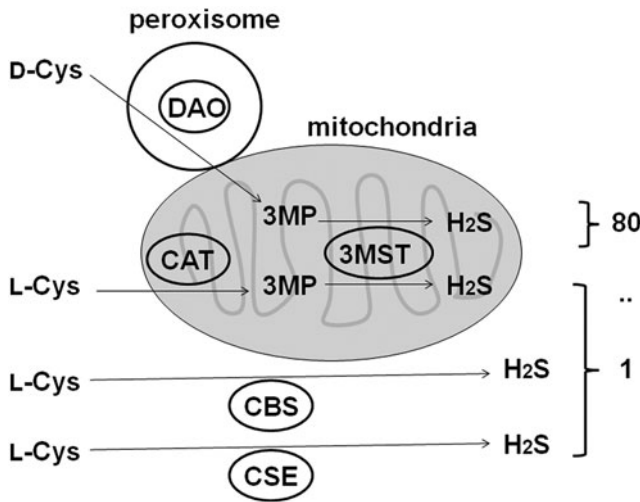 peroxisome
D-Cys
DAO
mitochondria
3MP H2S
80
CAT
3MST
L-Cys
3MP H2S
..
L-Cys
H2S
1
CBS
L-Cys
H2S
CSE